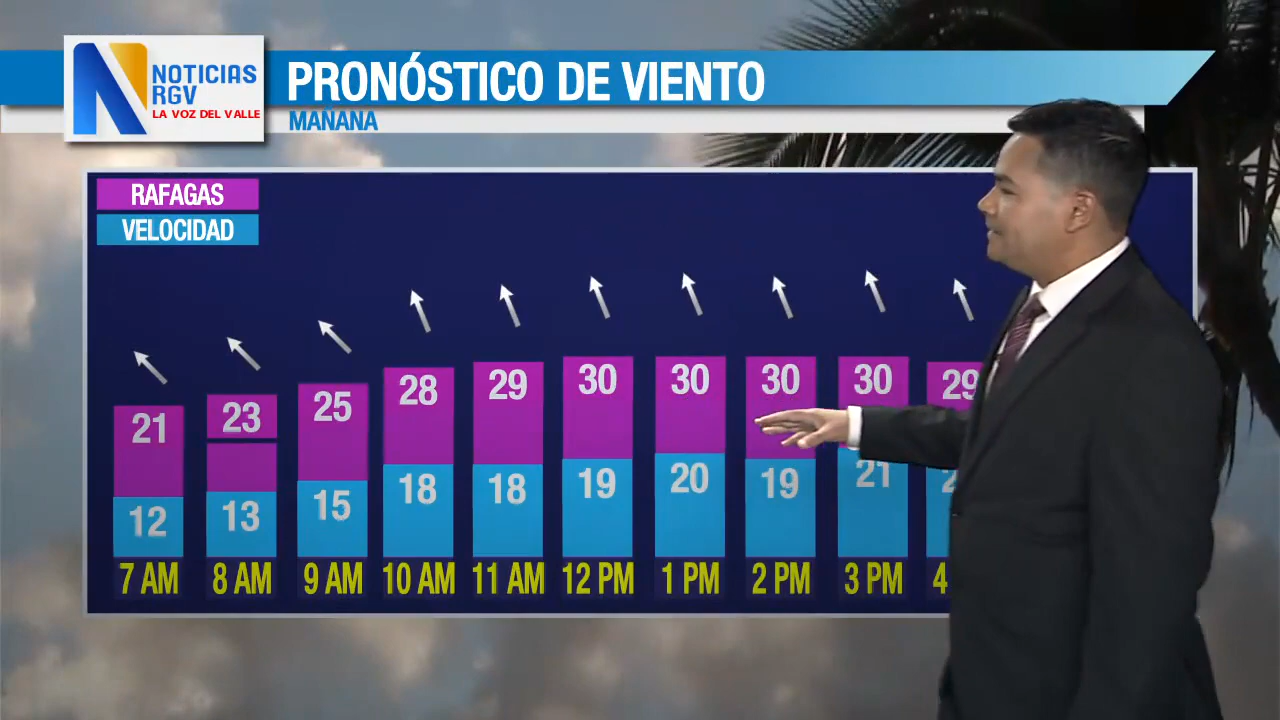 NOTICIAS
RGV
LA VOZ DEL VALLE
PRONÓSTICO DE VIENTO
MAÑANA
RAFAGAS
VELOCIDAD
21 23 25 28 29 30 30 30 30 29
12 13 15 18 18 19 20 19 21
7 AM 8 AM 9 AM 10 AM 11 AM 12 PM 1 PM 2 PM 3 PM 4